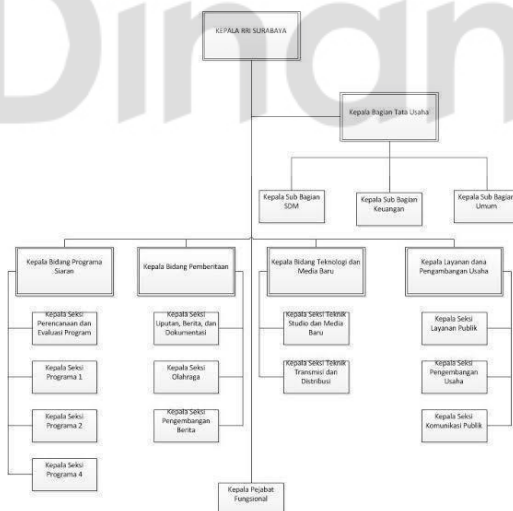 Dinam
KEPALA RRI SURABAYA
Kepala Bagian Tata Usaha
Kepala Sub Bagian
SDM
Kepala Sub Bagian
Keuangan
Kepala Sub Bagian
Umum
Kepala Bidang Programa
Siaran
Kepala Bidang Pemberitaan
Kepala Bidang Teknologi dan
Media Baru
Kepala Layanan dana
Pengambangan Usaha
Kepala Seksi
Perencanaan dan
Evaluasi Program
Kepala Seksi
Programa 1
Kepala Seksi
Programa 2
Kepala Seksi
Programa 4
Kepala Seksi
Liputan, Berita, dan
Dokumentasi
Kepala Seksi
Olahraga
Kepala Seksi
Pengembangan
Berita
Kepala Seksi Teknik
Studio dan Media
Baru
Kepala Seksi Teknik
Transmisi dan
Distribusi
Kepala Seksi
Layanan Publik
Kepala Seksi
Pengembangan
Usaha
Kepala Seksi
Komunikasi Publik
Kepala Pejabat
Fungsional